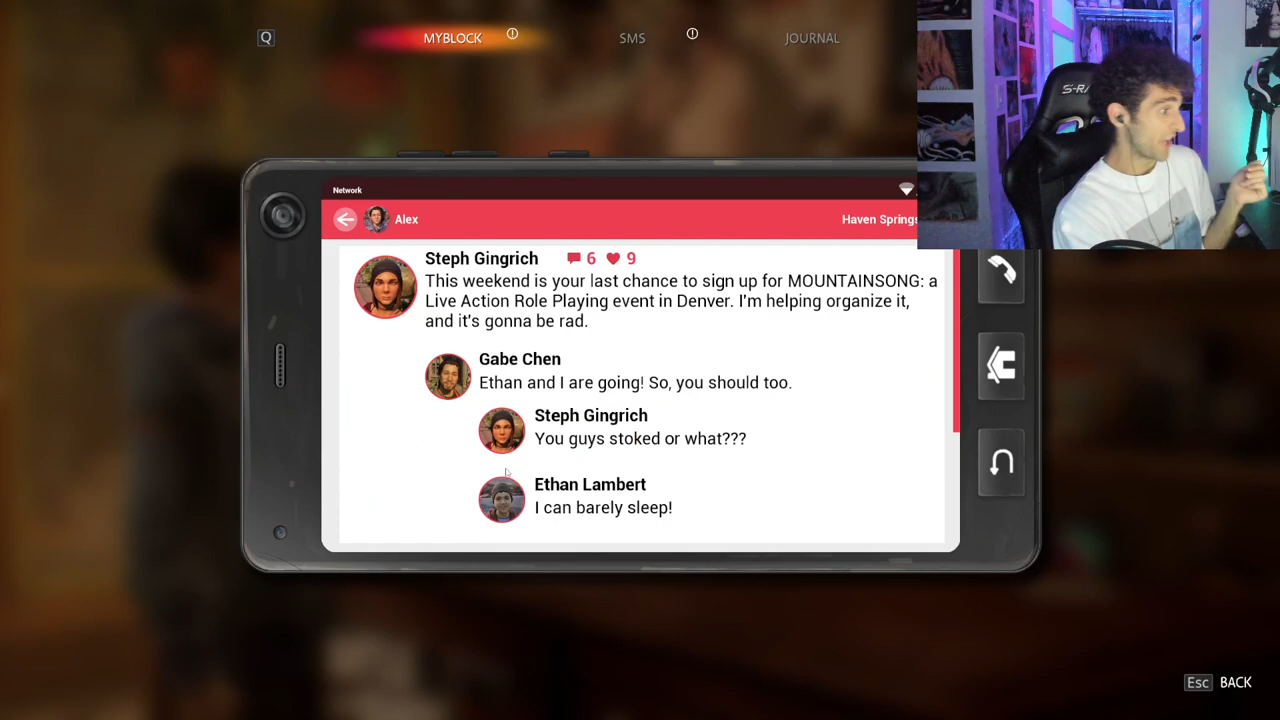 Q
MYBLOCK
SMS
JOURNAL
Network
Alex
Haven Springs
Steph Gingrich 6 9
This weekend is your last chance to sign up for MOUNTAINSONG: a
Live Action Role Playing event in Denver. I'm helping organize it,
and it's gonna be rad.
Gabe Chen
Ethan and I are going! So, you should too.
Steph Gingrich
You guys stoked or what???
Ethan Lambert
I can barely sleep!
Esc BACK